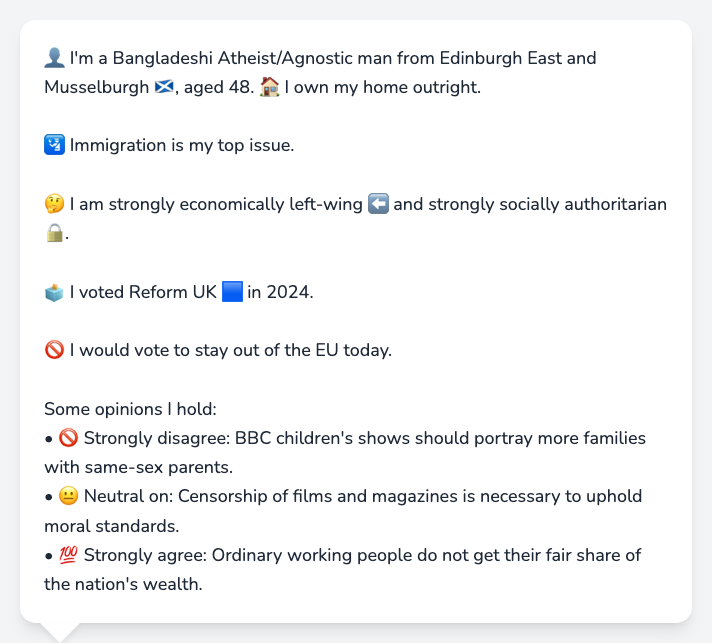 👤 I'm a Bangladeshi Atheist/Agnostic man from Edinburgh East and
Musselburgh 🏴󠁧󠁢󠁳󠁣󠁴󠁿, aged 48. 🏠 I own my home outright.
🛂 Immigration is my top issue.
🤔 I am strongly economically left-wing ⬅️ and strongly socially authoritarian
🔒.
🗳️ I voted Reform UK 🟦 in 2024.
🚫 I would vote to stay out of the EU today.
Some opinions I hold:
• 🚫 Strongly disagree: BBC children's shows should portray more families
with same-sex parents.
• 😐 Neutral on: Censorship of films and magazines is necessary to uphold
moral standards.
• 💯 Strongly agree: Ordinary working people do not get their fair share of
the nation's wealth.